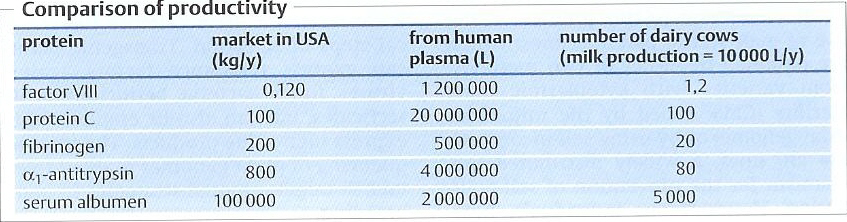 Comparison of productivity
protein market in USA from human number of dairy cows
(kg/y) plasma (L) (milk production = 10 000 L/y)
factor VIII 0,120 1 200 000 1,2
protein C 100 20 000 000 100
fibrinogen 200 500 000 20
α₁-antitrypsin 800 4 000 000 80
serum albumen 100 000 2 000 000 5 000